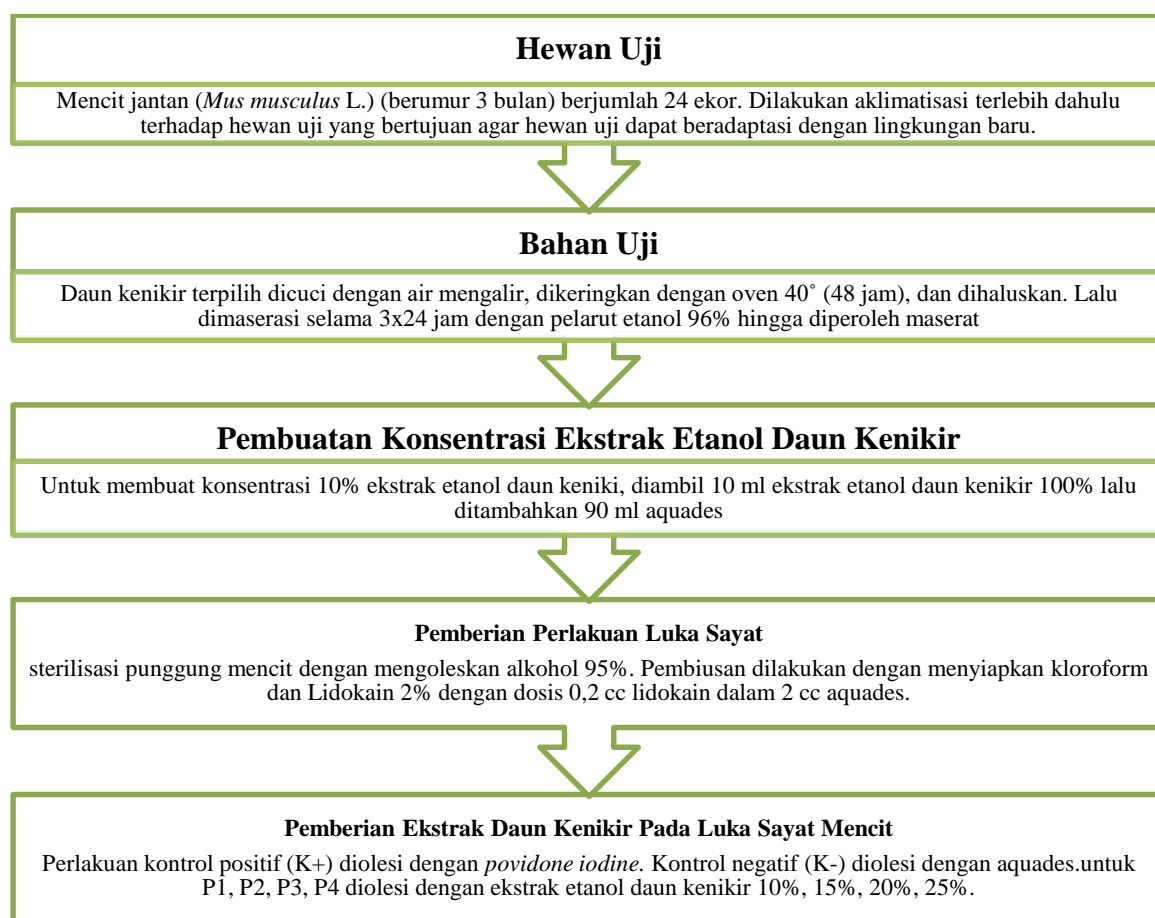 Hewan Uji
Mencit jantan (Mus musculus L.) (berumur 3 bulan) berjumlah 24 ekor. Dilakukan aklimatisasi terlebih dahulu
terhadap hewan uji yang bertujuan agar hewan uji dapat beradaptasi dengan lingkungan baru.
Bahan Uji
Daun kenikir terpilih dicuci dengan air mengalir, dikeringkan dengan oven 40˚ (48 jam), dan dihaluskan. Lalu
dimaserasi selama 3x24 jam dengan pelarut etanol 96% hingga diperoleh maserat
Pembuatan Konsentrasi Ekstrak Etanol Daun Kenikir
Untuk membuat konsentrasi 10% ekstrak etanol daun keniki, diambil 10 ml ekstrak etanol daun kenikir 100% lalu
ditambahkan 90 ml aquades
Pemberian Perlakuan Luka Sayat
sterilisasi punggung mencit dengan mengoleskan alkohol 95%. Pembiusan dilakukan dengan menyiapkan kloroform
dan Lidokain 2% dengan dosis 0,2 cc lidokain dalam 2 cc aquades.
Pemberian Ekstrak Daun Kenikir Pada Luka Sayat Mencit
Perlakuan kontrol positif (K+) diolesi dengan povidone iodine. Kontrol negatif (K-) diolesi dengan aquades.untuk
P1, P2, P3, P4 diolesi dengan ekstrak etanol daun kenikir 10%, 15%, 20%, 25%.